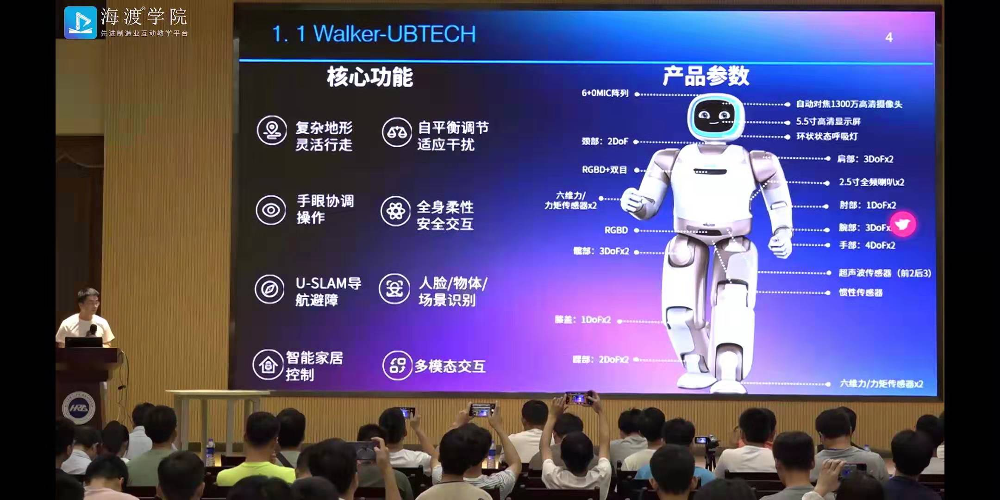 海渡®学院
先进制造业互动教学平台
1. 1 Walker-UBTECH
4
核心功能
复杂地形
灵活行走
自平衡调节
适应干扰
手眼协调
操作
全身柔性
安全交互
U-SLAM导
航避障
人脸/物体/
场景识别
智能家居
控制
多模态交互
产品参数
6+0MIC阵列
自动对焦1300万高清摄像头
5.5寸高清显示屏
环状状态呼吸灯
颈部：2DoF
肩部：3DoFx2
RGBD+双目
2.5寸全频喇叭x2
六维力/
力矩传感器x2
肘部：1DoFx2
RGBD
腕部：3DoFx
手部：4DoFx2
髋部：3DoFx2
超声波传感器（前2后3）
惯性传感器
膝盖：1DoFx2
踝部：2DoFx2
六维力/力矩传感器x2
WALKER
HRG